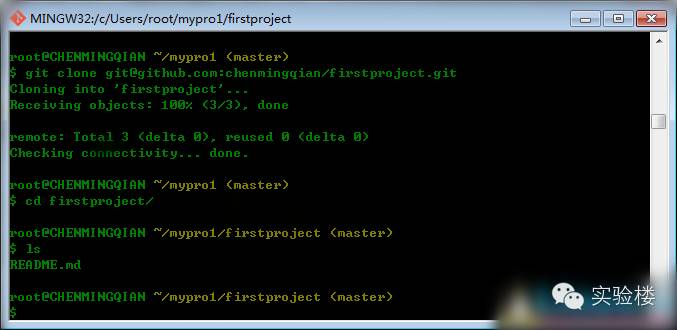 MINGW32:/c/Users/root/mypro1/firstproject
root@CHENMINGQIAN ~/mypro1 (master)
$ git clone git@github.com:chenmingqian/firstproject.git
Cloning into 'firstproject'...
Receiving objects: 100% (3/3), done
remote: Total 3 (delta 0), reused 0 (delta 0)
Checking connectivity... done.
root@CHENMINGQIAN ~/mypro1 (master)
$ cd firstproject/
root@CHENMINGQIAN ~/mypro1/firstproject (master)
$ ls
README.md
root@CHENMINGQIAN ~/mypro1/firstproject (master)
$
实验楼